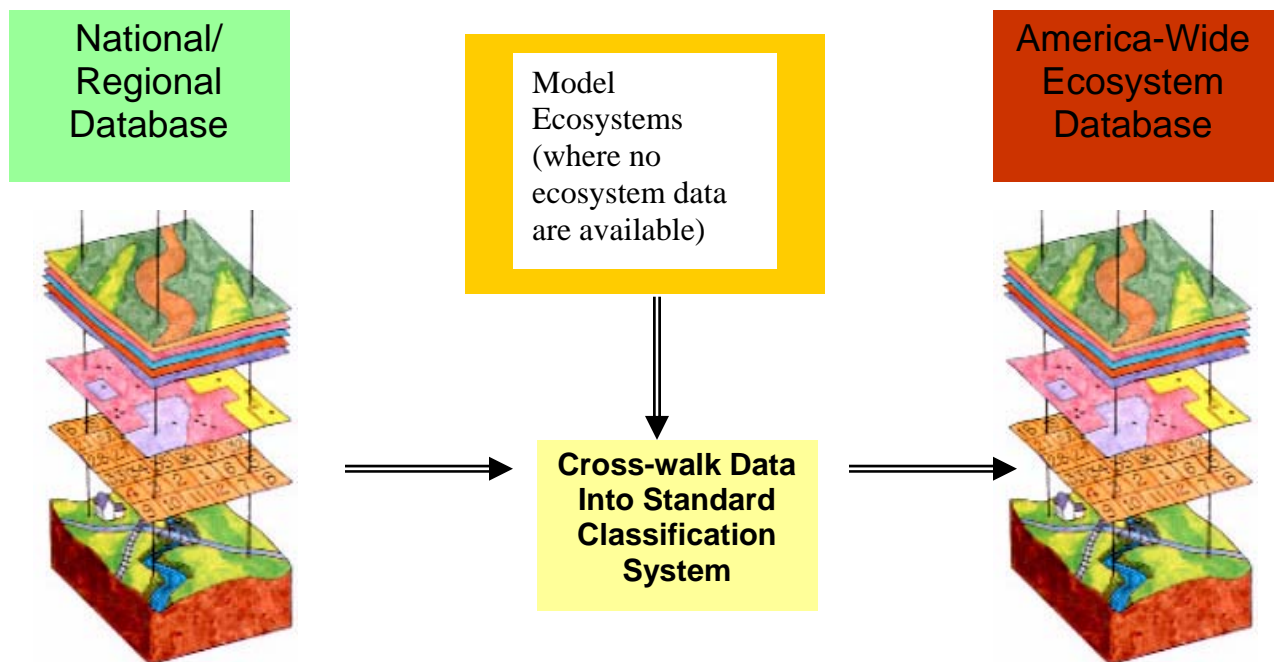 National/
Regional
Database
Model
Ecosystems
(where no
ecosystem data
are available)
America-Wide
Ecosystem
Database
Cross-walk Data
Into Standard
Classification
System